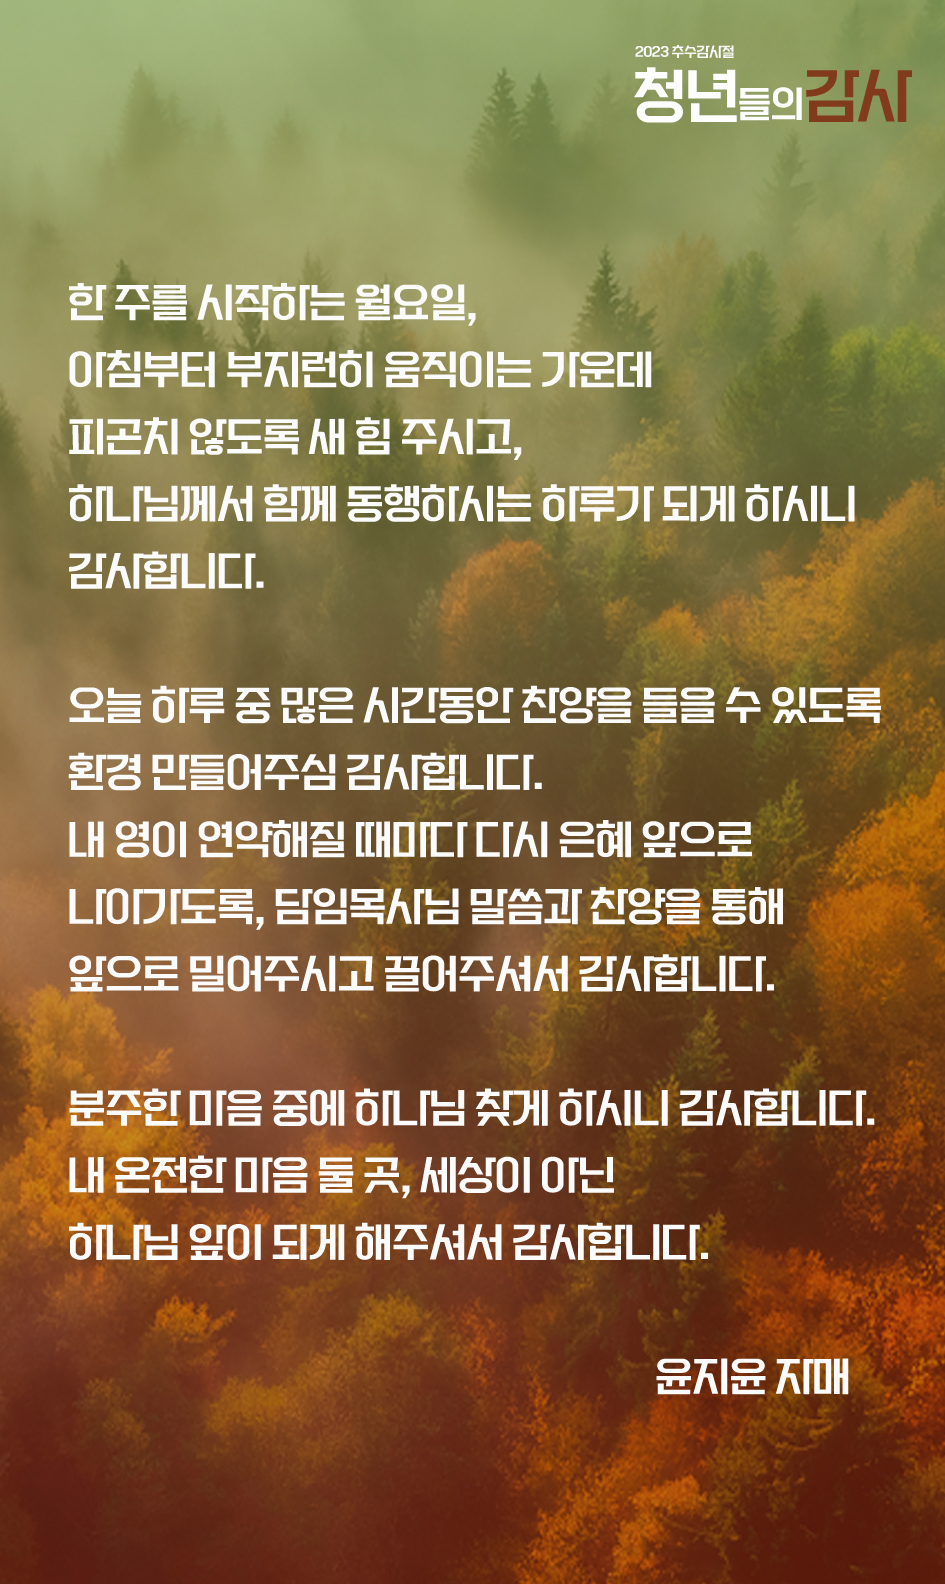 2023 추수감사절
청년들의감사
한 주를 시작하는 월요일,
아침부터 부지런히 움직이는 가운데
피곤치 않도록 새 힘 주시고,
하나님께서 함께 동행하시는 하루가 되게 하시니
감사합니다.
오늘 하루 중 많은 시간동안 찬양을 들을 수 있도록
환경 만들어주심 감사합니다.
내 영이 연약해질 때마다 다시 은혜 앞으로
나아가도록, 담임목사님 말씀과 찬양을 통해
앞으로 밀어주시고 끌어주셔서 감사합니다.
분주한 마음 중에 하나님 찾게 하시니 감사합니다.
내 온전한 마음 둘 곳, 세상이 아닌
하나님 앞이 되게 해주셔서 감사합니다.
윤지윤 자매